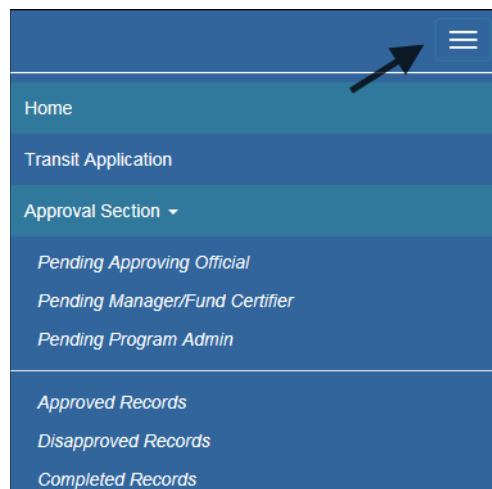 Home
Transit Application
Approval Section
Pending Approving Official
Pending Manager/Fund Certifier
Pending Program Admin
Approved Records
Disapproved Records
Completed Records